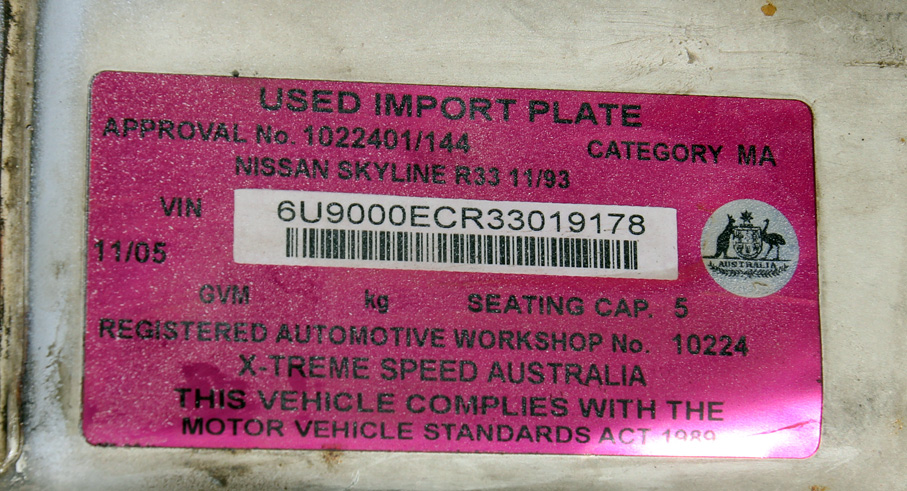 USED IMPORT PLATE
APPROVAL No. 1022401/144 CATEGORY MA
NISSAN SKYLINE R33 11/93
VIN 6U9000ECR33019178
11/05
AUSTRALIA
GVM kg SEATING CAP. 5
REGISTERED AUTOMOTIVE WORKSHOP No. 10224
X-TREME SPEED AUSTRALIA
THIS VEHICLE COMPLIES WITH THE
MOTOR VEHICLE STANDARDS ACT 1989